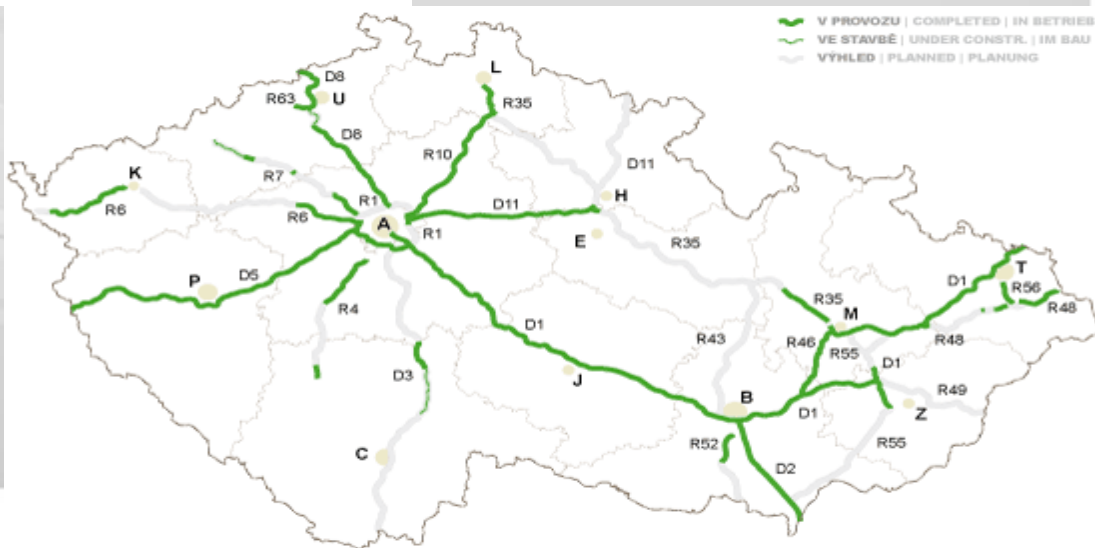 V PROVOZU | COMPLETED | IN BETRIEB
VE STAVBĚ | UNDER CONSTR. | IM BAU
VÝHLED | PLANNED | PLANUNG
D8
L
R63
U
R35
D8
R10
D11
K
R7
R6
R1
H
R6
D11
A
R1
E
R35
D5
P
D1
T
R56
R4
R35
M
R48
D1
R43
R46
R55
R48
D3
J
D1
R49
B
D1
Z
R52
R55
C
D2